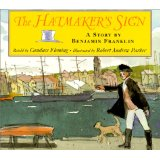 The HATMAKER'S SIGN
A STORY BY
BENJAMIN FRANKLIN
Retold by Candace Fleming
Illustrated by Robert Andrew Parker